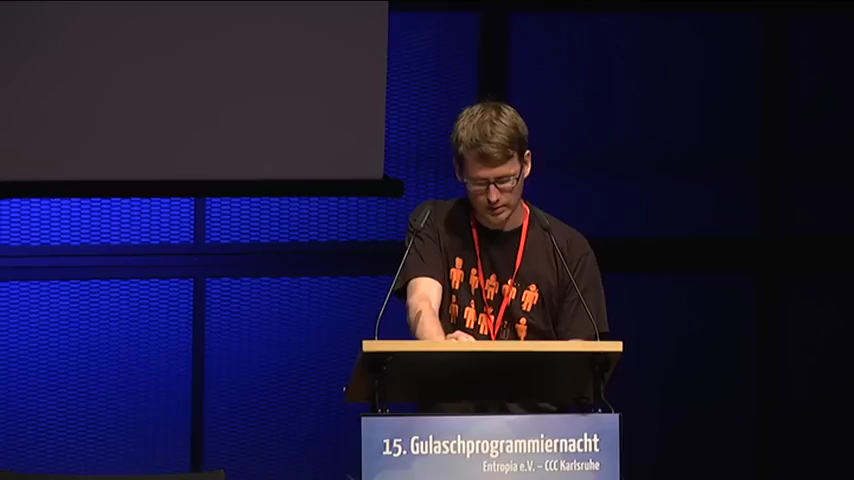 15. Gulaschprogrammiernacht
Entropia e.V. – CCC Karlsruhe